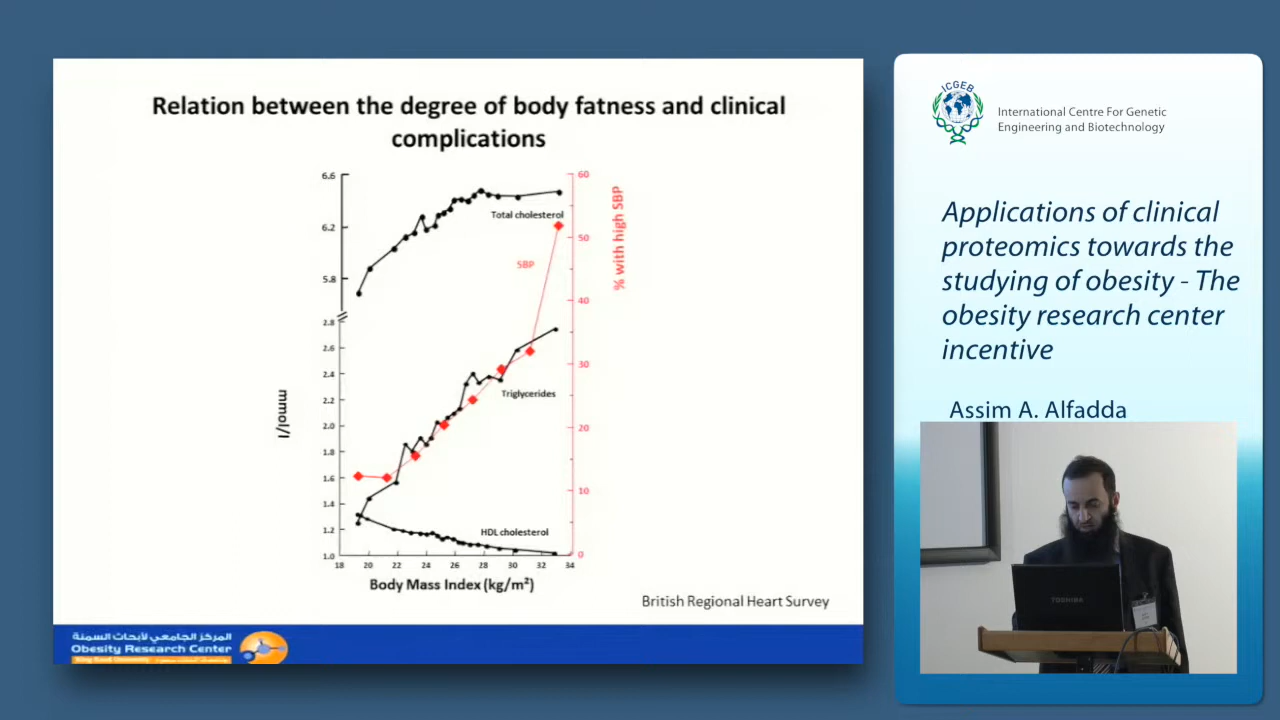 Relation between the degree of body fatness and clinical
complications
6.6
6.2
5.8
2.8
2.6
2.4
2.2
2.0
1.8
1.6
1.4
1.2
1.0
mmol/l
Total cholesterol
SBP
Triglycerides
HDL cholesterol
60
50
40
30
20
10
0
% with high SBP
18 20 22 24 26 28 30 32 34
Body Mass Index (kg/m²)
British Regional Heart Survey
المركز الجامعي لأبحاث السمنة
Obesity Research Center
King Saud University
ICGEB
International Centre For Genetic
Engineering and Biotechnology
Applications of clinical
proteomics towards the
studying of obesity - The
obesity research center
incentive
Assim A. Alfadda
TOSHIBA